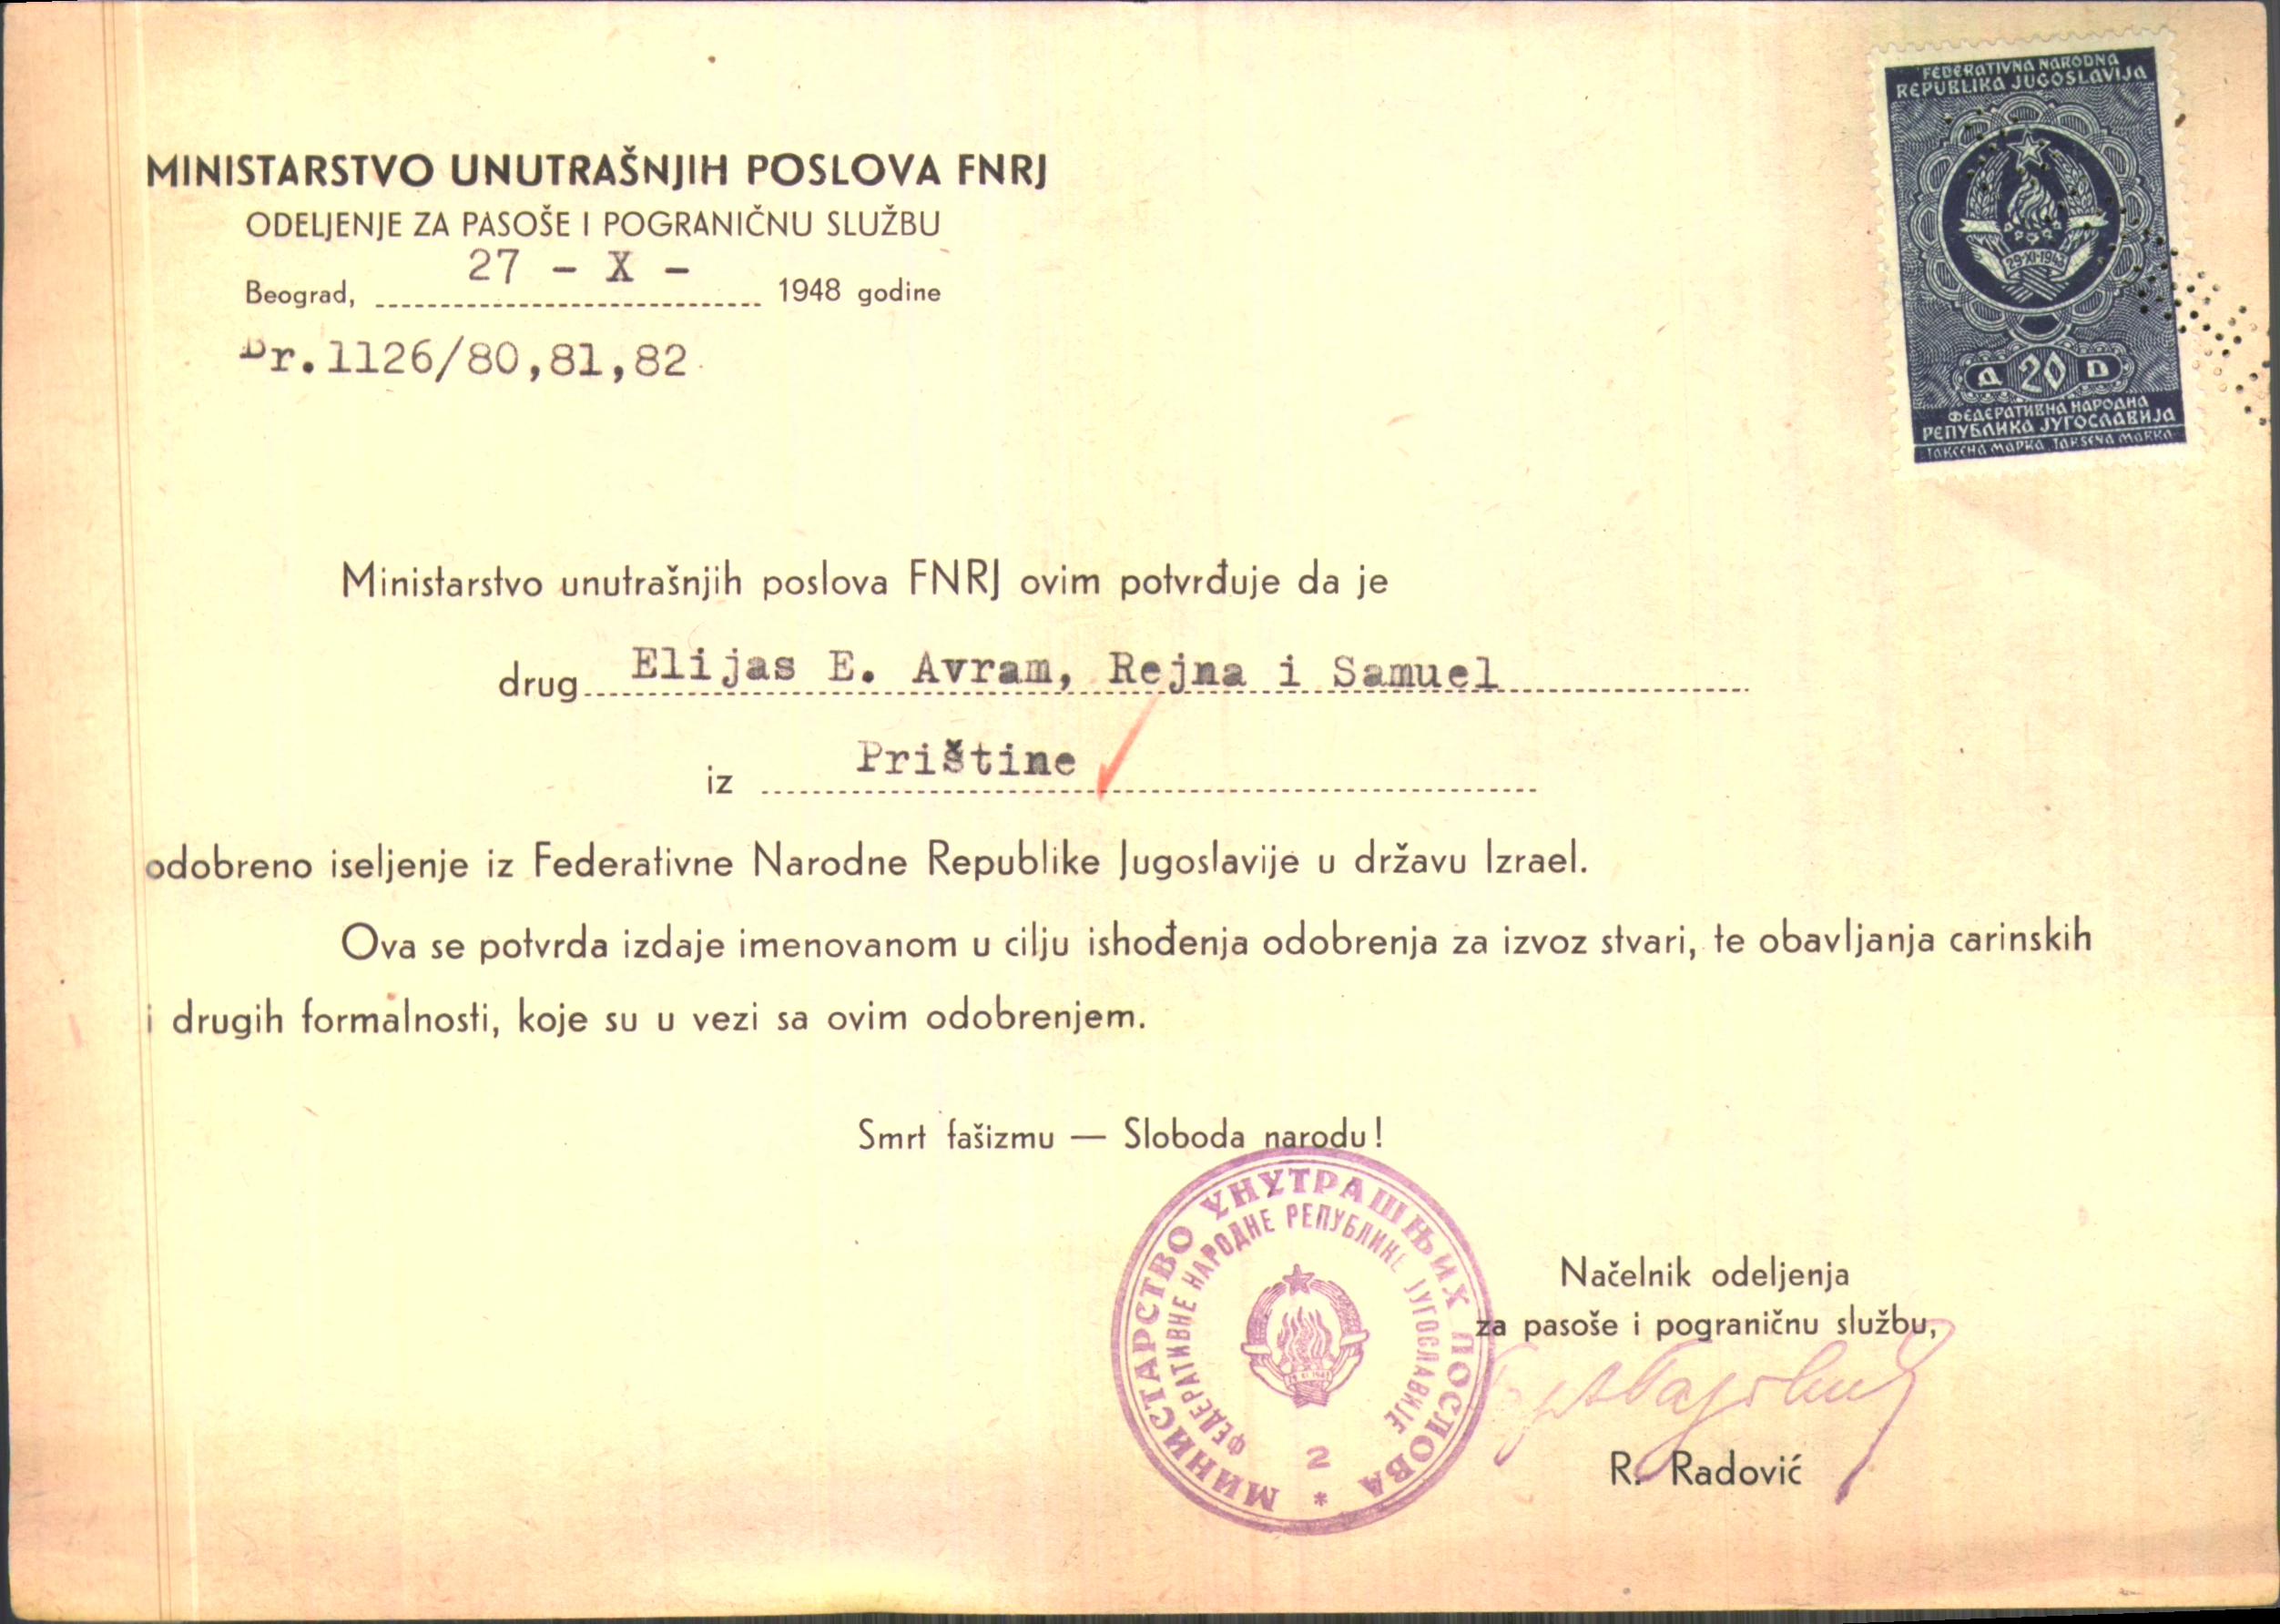 FEDERATIVNA NARODNA
REPUBLIKA JUGOSLAVIJA
29·XI·1943
Д 20 D
ФЕДЕРАТИВНА НАРОДНА
РЕПУБЛИКА ЈУГОСЛАВИЈА
ТАКСЕНА МАРКА TAKSENA MARKA
MINISTARSTVO UNUTRAŠNJIH POSLOVA FNRJ
ODELJENJE ZA PASOŠE I POGRANIČNU SLUŽBU
Beograd, 27 - X - 1948 godine
Br.1126/80,81,82
Ministarstvo unutrašnjih poslova FNRJ ovim potvrđuje da je
drug Elijas E. Avram, Rejna i Samuel
iz Prištine
odobreno iseljenje iz Federativne Narodne Republike Jugoslavije u državu Izrael.
Ova se potvrda izdaje imenovanom u cilju ishođenja odobrenja za izvoz stvari, te obavljanja carinskih
i drugih formalnosti, koje su u vezi sa ovim odobrenjem.
Smrt fašizmu — Sloboda narodu!
МИНИСТАРСТВО УНУТРАШЊИХ ПОСЛОВА
ФЕДЕРАТИВНЕ НАРОДНЕ РЕПУБЛИКЕ ЈУГОСЛАВИЈЕ
2
*
Načelnik odeljenja
za pasoše i pograničnu službu,
R. Radović